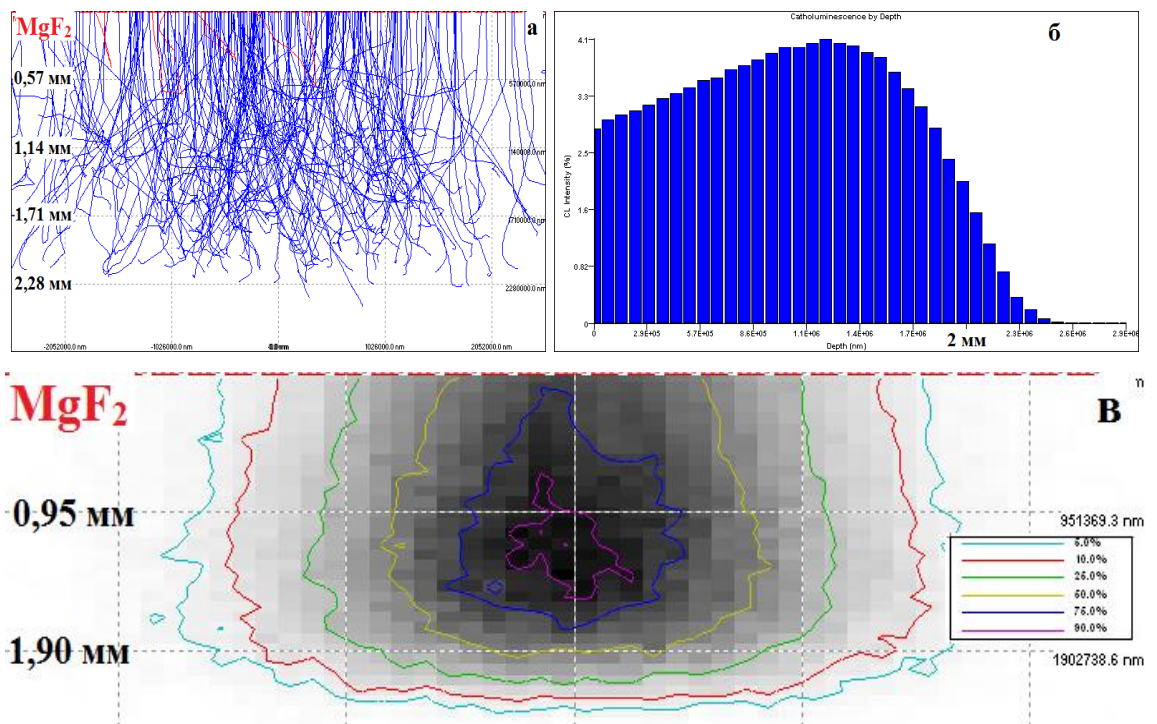 MgF2
а
0,57 мм
570000.0 nm
1,14 мм
1140000.0 nm
1,71 мм
1710000.0 nm
2,28 мм
2280000.0 nm
-2052000.0 nm
-1026000.0 nm
1026000.0 nm
2052000.0 nm
Catholuminescence by Depth
б
4.1
3.3
2.5
1.6
0.82
0
CL Intensity (%)
0
2.9E+05
5.7E+05
8.6E+05
1.1E+06
1.4E+06
1.7E+06
2.3E+06
2.6E+06
2.9E+06
Depth (nm)
2 мм
n
MgF2
в
0,95 мм
951369.3 nm
5.0%
10.0%
25.0%
50.0%
75.0%
90.0%
1,90 мм
1902738.6 nm